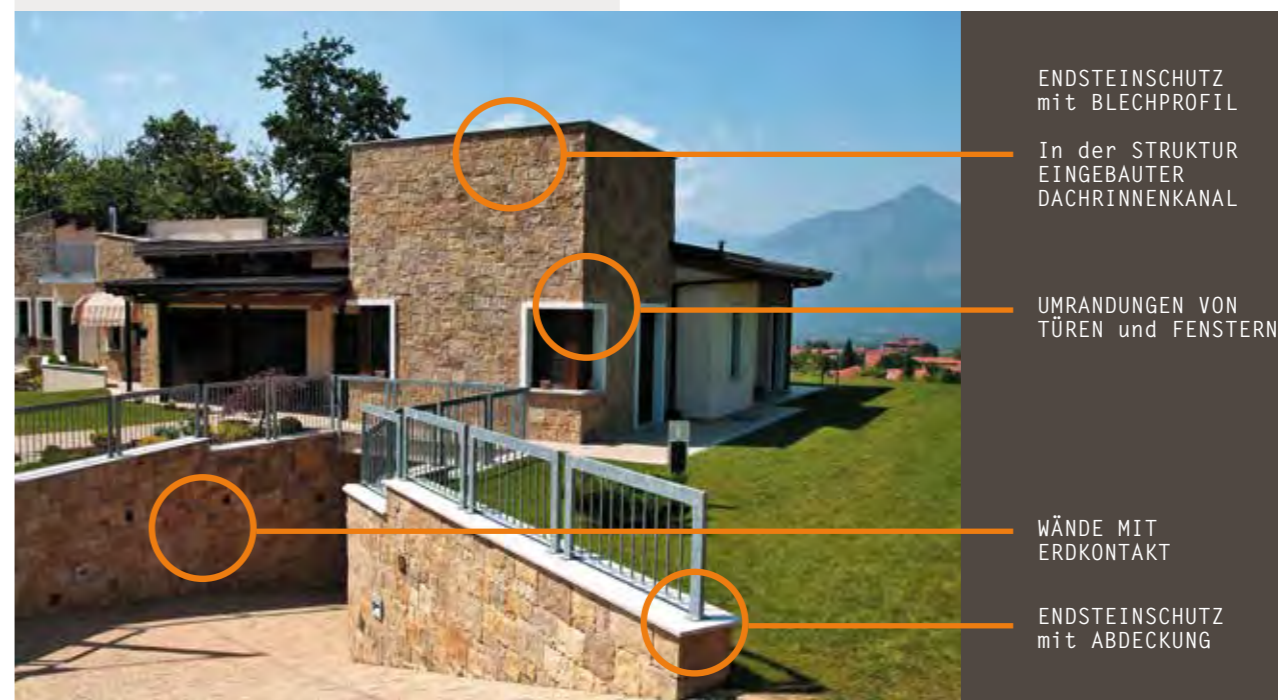 ENDSTEINSCHUTZ
mit BLECHPROFIL
In der STRUKTUR
EINGEBAUTER
DACHRINNENKANAL
UMRANDUNGEN VON
TÜREN und FENSTERN
WÄNDE MIT
ERDKONTAKT
ENDSTEINSCHUTZ
mit ABDECKUNG